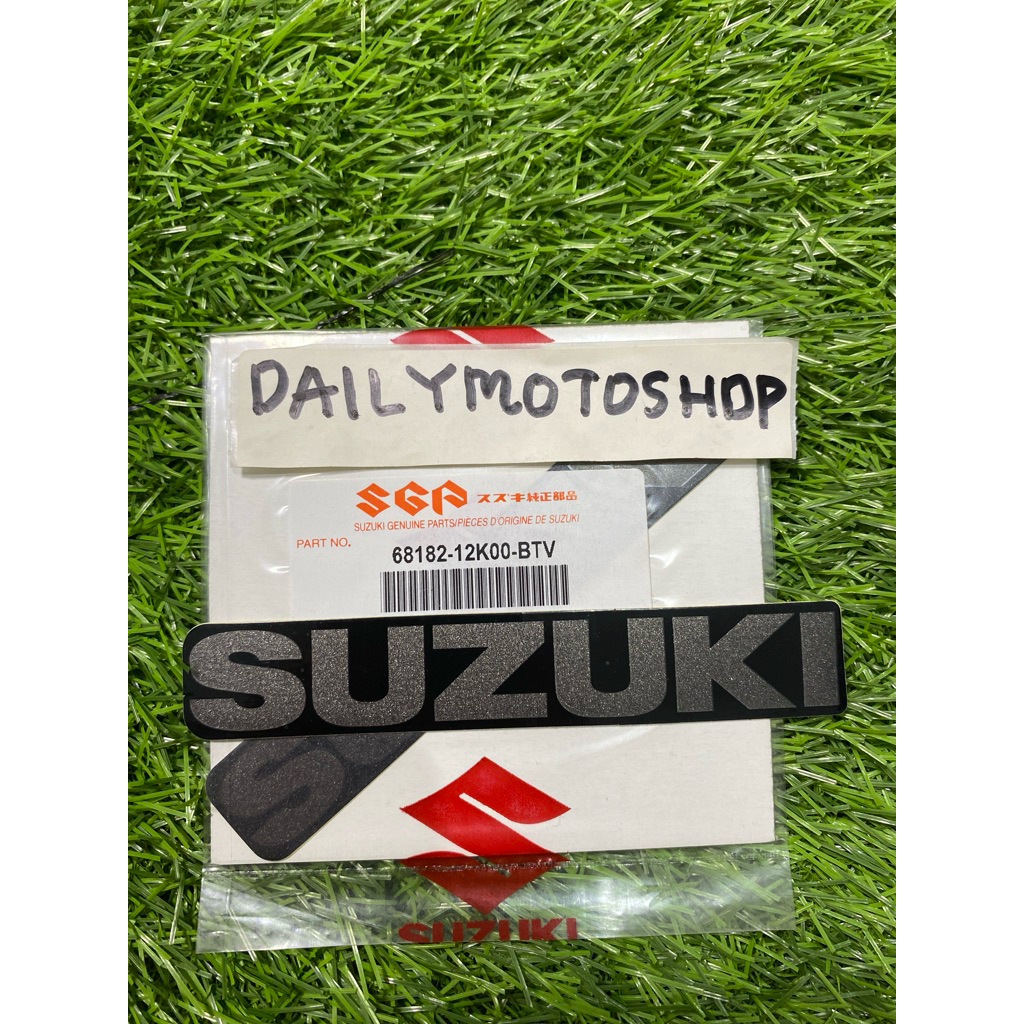 DAILYMOTOSHOP
SGP スズキ純正部品
SUZUKI GENUINE PARTS/PIECES D'ORIGINE DE SUZUKI
PART NO. 68182-12K00-BTV
SUZUKI
S
SUZUKI